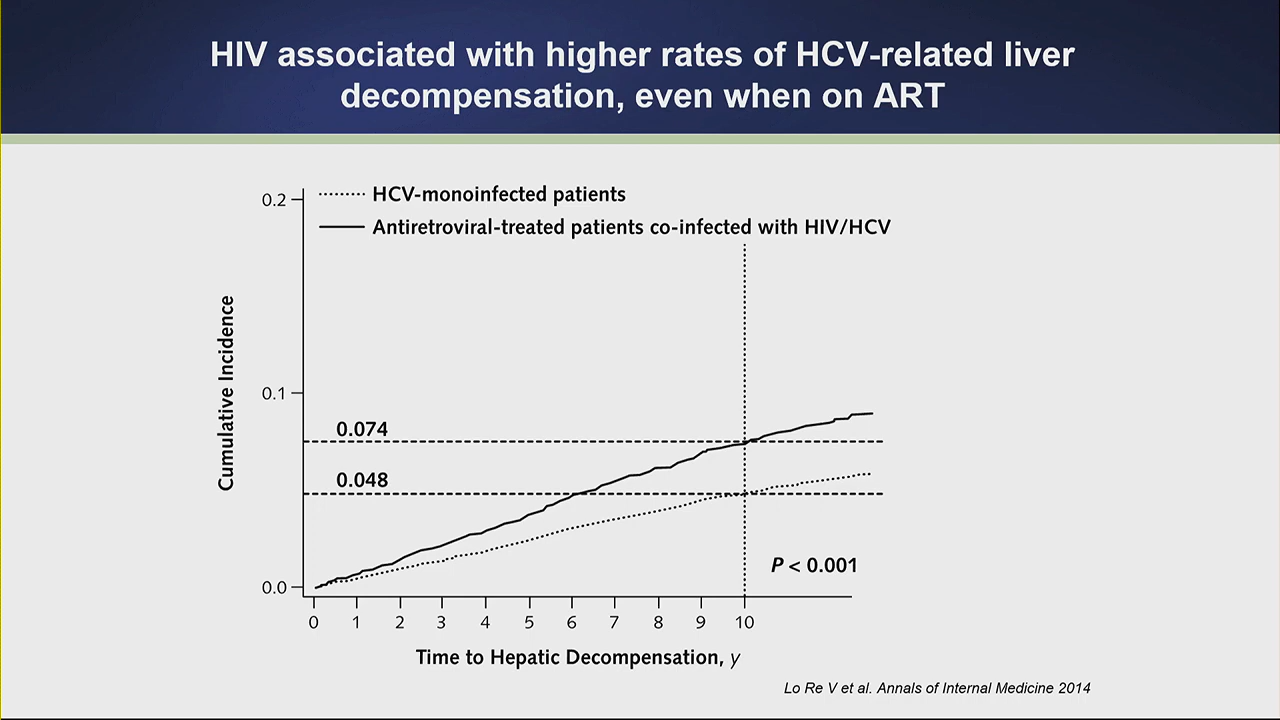 HIV associated with higher rates of HCV-related liver
decompensation, even when on ART
HCV-monoinfected patients
Antiretroviral-treated patients co-infected with HIV/HCV
Cumulative Incidence
0.2
0.1
0.0
0.074
0.048
P < 0.001
0 1 2 3 4 5 6 7 8 9 10
Time to Hepatic Decompensation, y
Lo Re V et al. Annals of Internal Medicine 2014